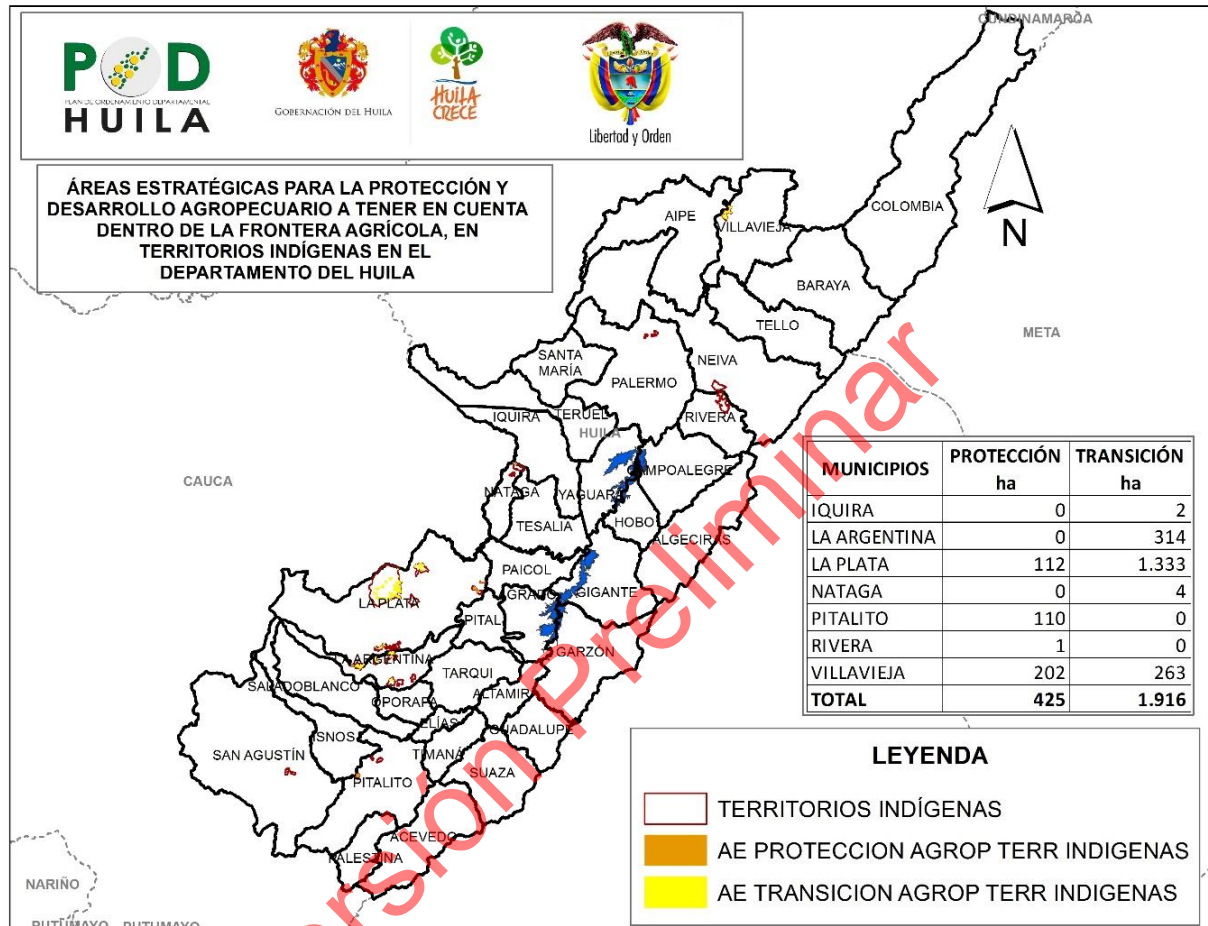 CUNDINAMARCA
POD
PLAN DE ORDENAMIENTO DEPARTAMENTAL
HUILA
GOBERNACIÓN DEL HUILA
HUILA
CRECE
Libertad y Orden
ÁREAS ESTRATÉGICAS PARA LA PROTECCIÓN Y
DESARROLLO AGROPECUARIO A TENER EN CUENTA
DENTRO DE LA FRONTERA AGRÍCOLA, EN
TERRITORIOS INDÍGENAS EN EL
DEPARTAMENTO DEL HUILA
N
COLOMBIA
AIPE
VILLAVIEJA
BARAYA
TELLO
META
SANTA
MARÍA
NEIVA
PALERMO
IQUIRA
TERUEL
RIVERA
HUILA
CAUCA
CAMPOALEGRE
NATAGA
YAGUARA
TESALIA
HOBO
ALGECIRAS
PAICOL
AGRADO
GIGANTE
LA PLATA
PITAL
GARZÓN
LA ARGENTINA
TARQUI
SALADOBLANCO
OPORAPA
ALTAMIRA
ELÍAS
GUADALUPE
ISNOS
SAN AGUSTÍN
TIMANÁ
SUAZA
PITALITO
ACEVEDO
PALESTINA
NARIÑO
PUTUMAYO PUTUMAYO
Versión Preliminar
MUNICIPIOS PROTECCIÓN ha TRANSICIÓN ha
IQUIRA 0 2
LA ARGENTINA 0 314
LA PLATA 112 1.333
NATAGA 0 4
PITALITO 110 0
RIVERA 1 0
VILLAVIEJA 202 263
TOTAL 425 1.916
LEYENDA
TERRITORIOS INDÍGENAS
AE PROTECCION AGROP TERR INDIGENAS
AE TRANSICION AGROP TERR INDIGENAS